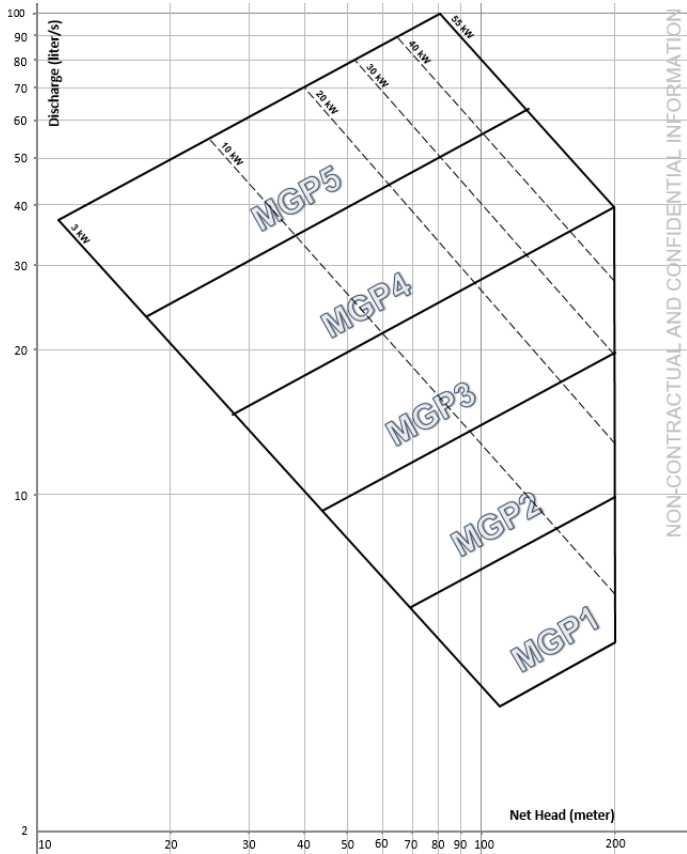 100
90
80
70
60
50
40
30
20
10
2
Discharge (liter/s)
55 kW
40 kW
30 kW
20 kW
10 kW
3 kW
MGP5
MGP4
MGP3
MGP2
MGP1
Net Head (meter)
10 20 30 40 50 60 70 80 90 100 200
NON-CONTRACTUAL AND CONFIDENTIAL INFORMATION